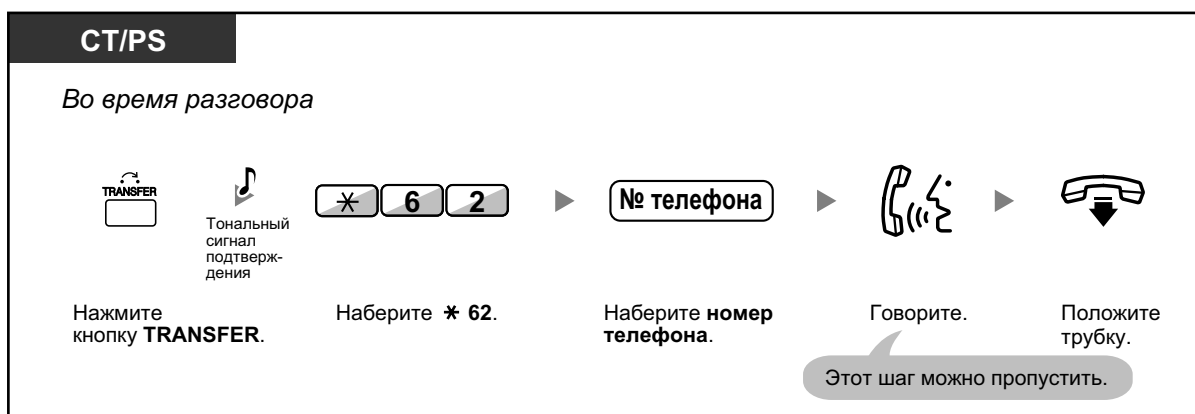 CT/PS
Во время разговора
TRANSFER
Тональный
сигнал
подтверж-
дения
* 6 2
№ телефона
Нажмите
кнопку TRANSFER.
Наберите * 62.
Наберите номер
телефона.
Говорите.
Положите
трубку.
Этот шаг можно пропустить.